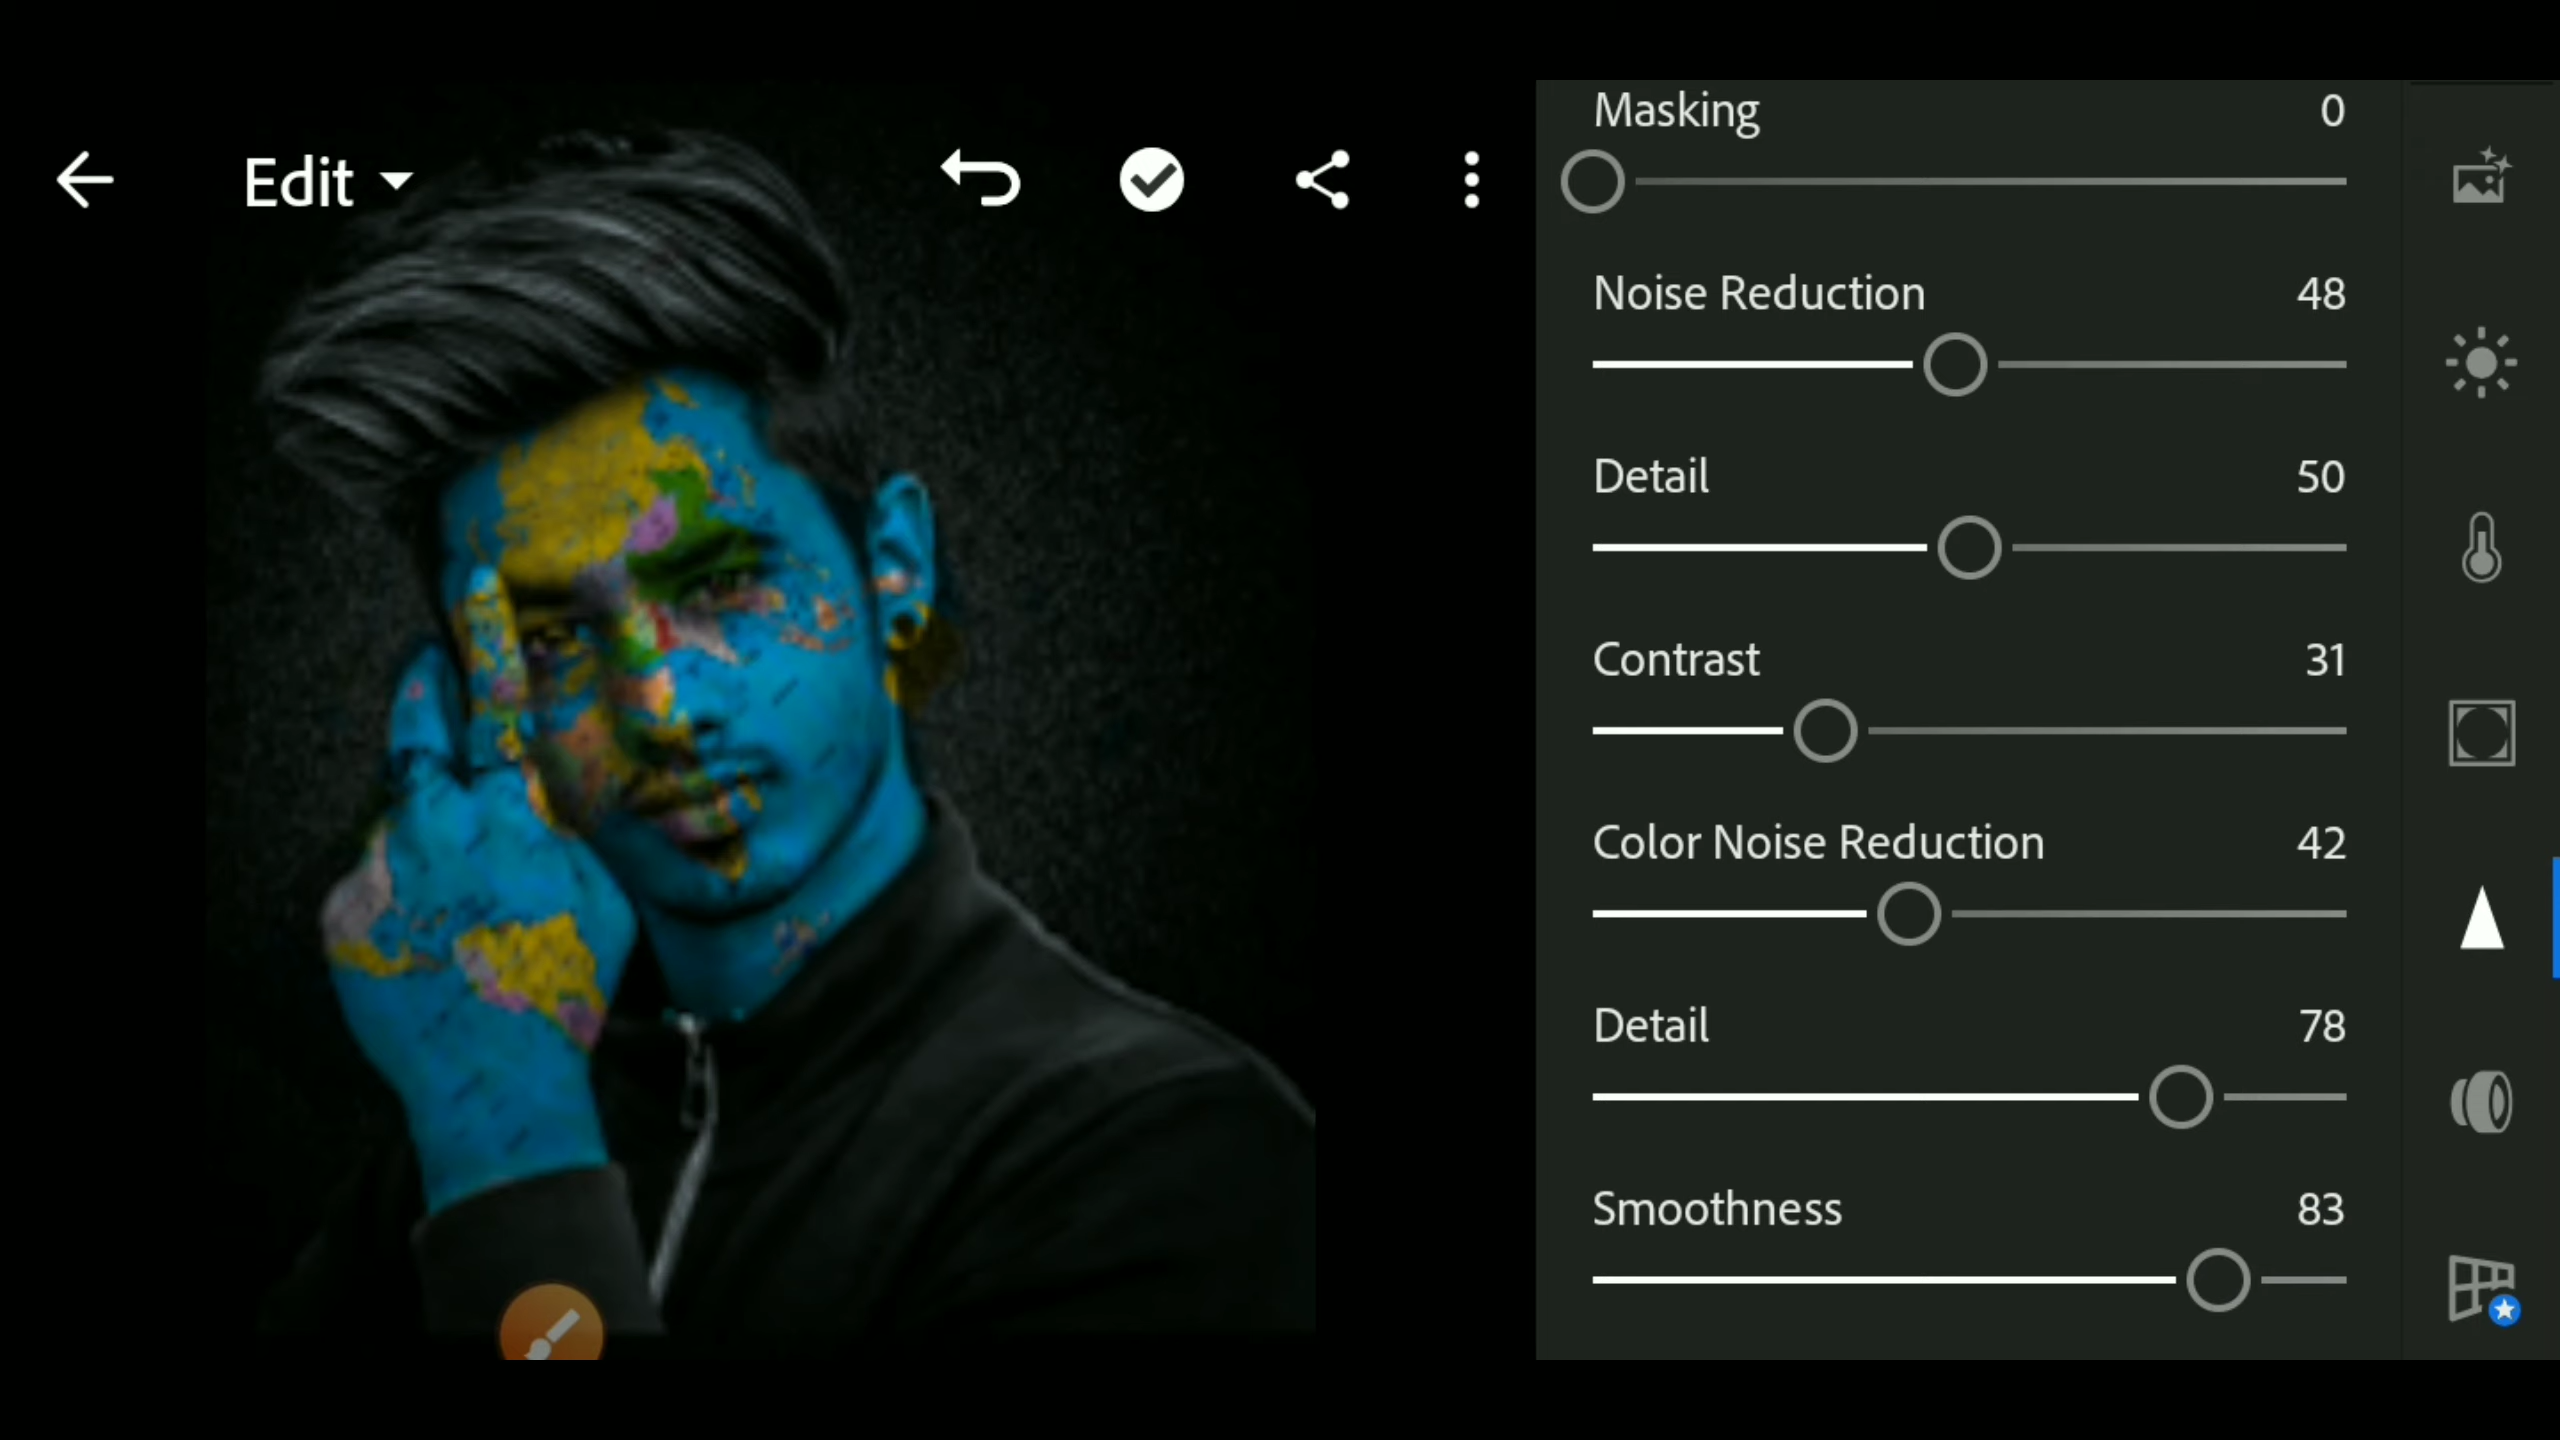 Edit
Masking 0
Noise Reduction 48
Detail 50
Contrast 31
Color Noise Reduction 42
Detail 78
Smoothness 83